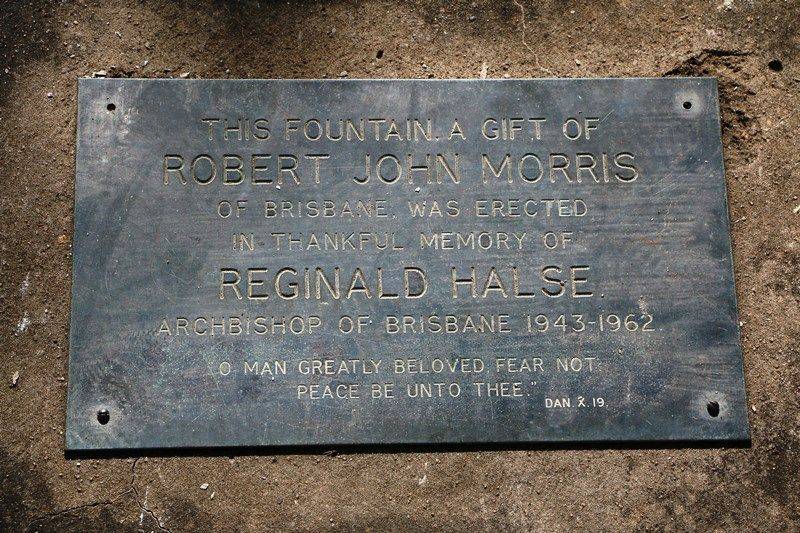 THIS FOUNTAIN, A GIFT OF
ROBERT JOHN MORRIS
OF BRISBANE, WAS ERECTED
IN THANKFUL MEMORY OF
REGINALD HALSE.
ARCHBISHOP OF BRISBANE 1943-1962.
"O MAN GREATLY BELOVED, FEAR NOT:
PEACE BE UNTO THEE."
DAN. X. 19.